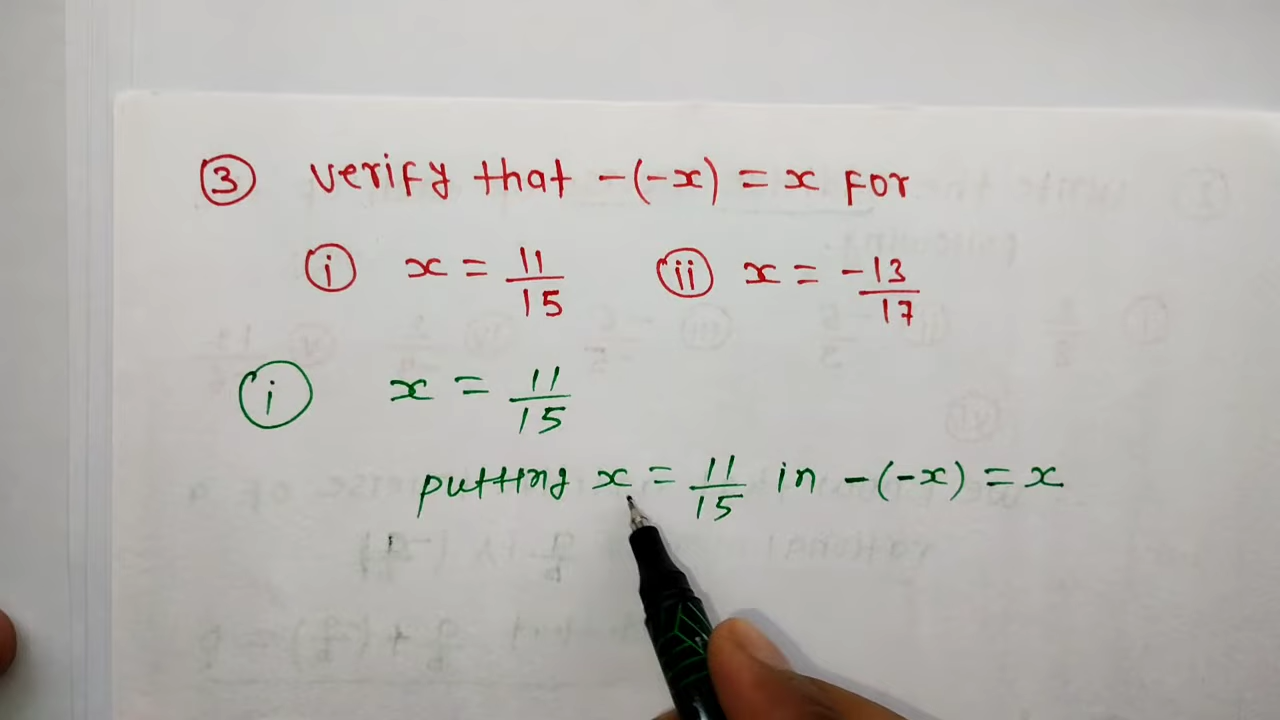 ③ verify that -(-x) = x for
ⓘ x = 11/15 ⓘⓘ x = -13/17
ⓘ x = 11/15
putting x = 11/15 in -(-x) = x